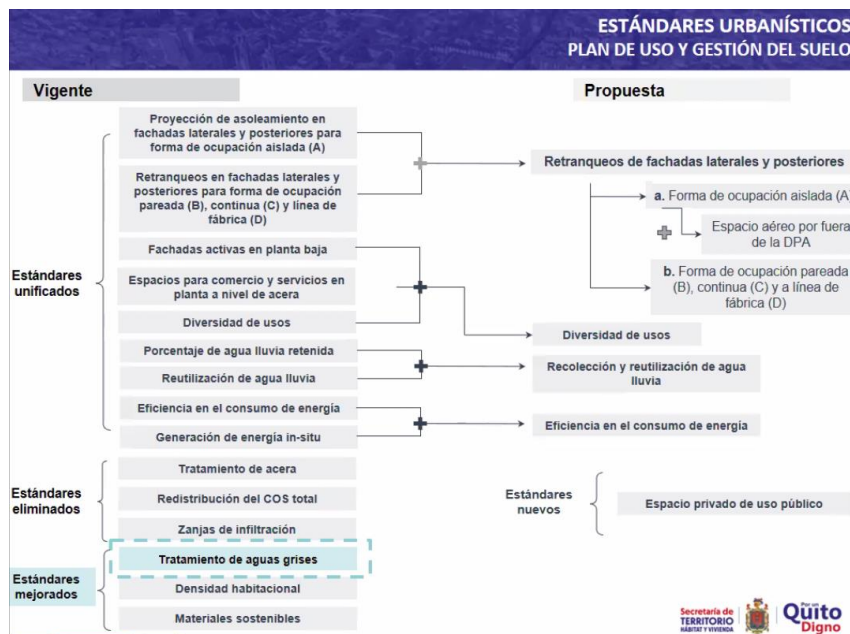 ESTÁNDARES URBANÍSTICOS
PLAN DE USO Y GESTIÓN DEL SUELO
Vigente
Propuesta
Estándares
unificados
Proyección de asoleamiento en
fachadas laterales y posteriores para
forma de ocupación aislada (A)
Retranqueos en fachadas laterales y
posteriores para forma de ocupación
pareada (B), continua (C) y línea de
fábrica (D)
Fachadas activas en planta baja
Espacios para comercio y servicios en
planta a nivel de acera
Diversidad de usos
Porcentaje de agua lluvia retenida
Reutilización de agua lluvia
Eficiencia en el consumo de energía
Generación de energía in-situ
Retranqueos de fachadas laterales y posteriores
a. Forma de ocupación aislada (A)
Espacio aéreo por fuera
de la DPA
b. Forma de ocupación pareada
(B), continua (C) y a línea de
fábrica (D)
Diversidad de usos
Recolección y reutilización de agua
lluvia
Eficiencia en el consumo de energía
Estándares
eliminados
Tratamiento de acera
Redistribución del COS total
Zanjas de infiltración
Estándares
nuevos
Espacio privado de uso público
Estándares
mejorados
Tratamiento de aguas grises
Densidad habitacional
Materiales sostenibles
Secretaría de
TERRITORIO
HÁBITAT Y VIVIENDA
Por un
Quito
Digno